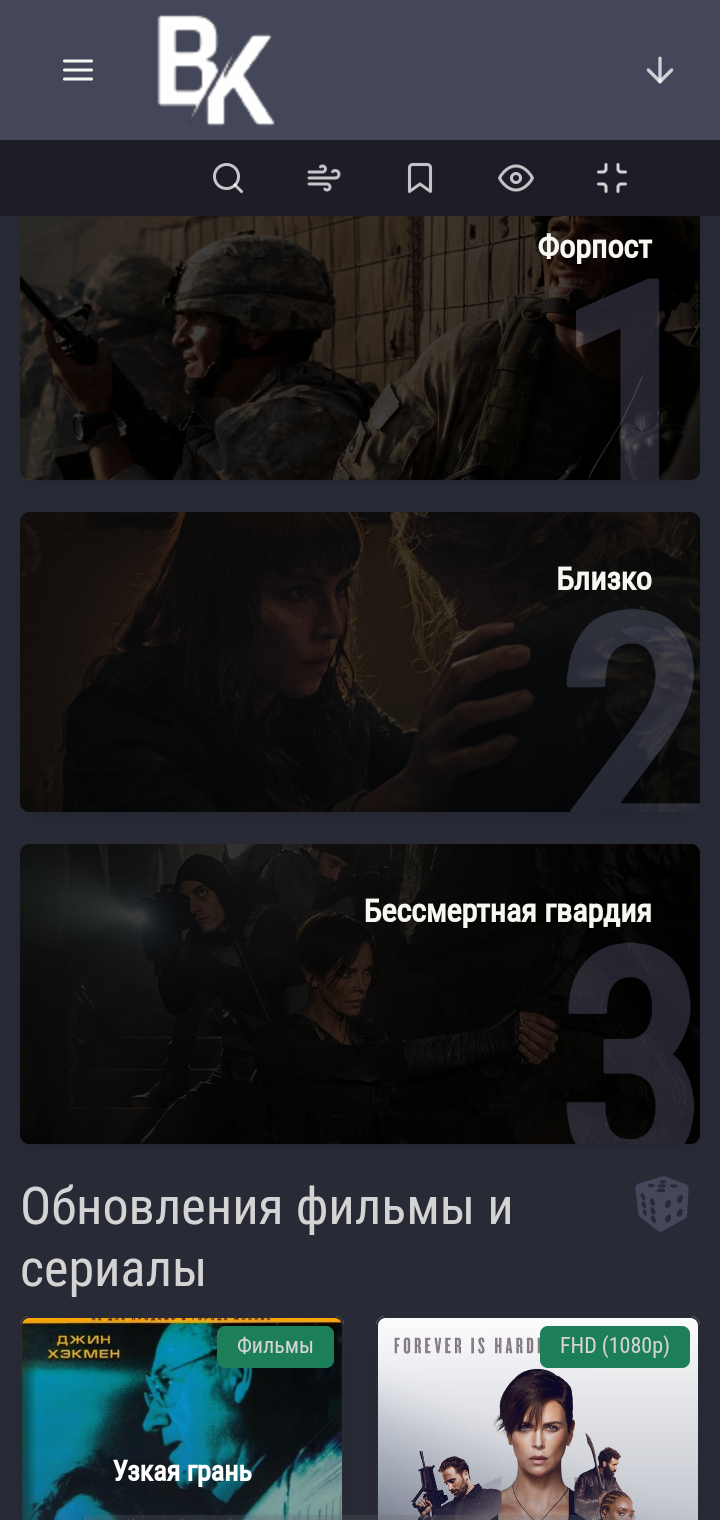 BK
Форпост
1
Близко
2
Бессмертная гвардия
3
Обновления фильмы и
сериалы
ДЖИН
ХЭКМЕН
Фильмы
Узкая грань
FOREVER IS HARD
FHD (1080p)